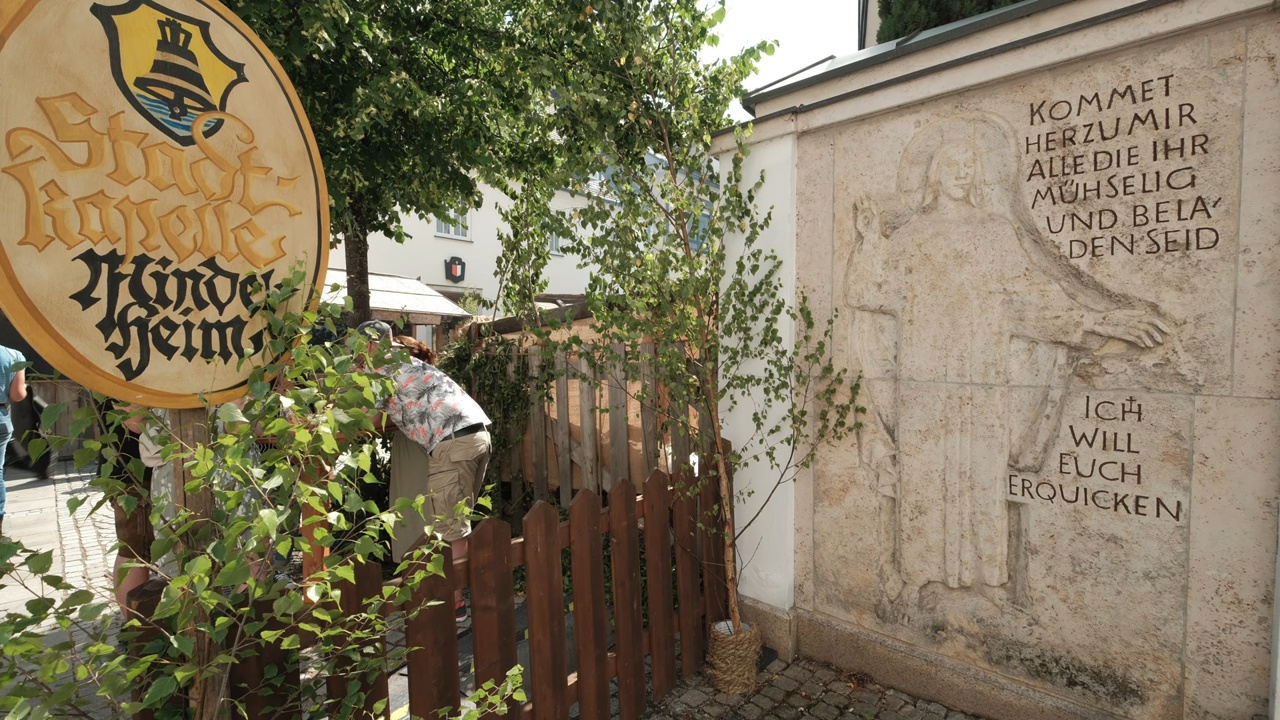 Stadt-
kapelle
Mindel
heim
KOMMET
HER ZU MIR
ALLE DIE IHR
MÜHSELIG
UND BELA-
DEN SEID
ICH
WILL
EUCH
ERQUICKEN